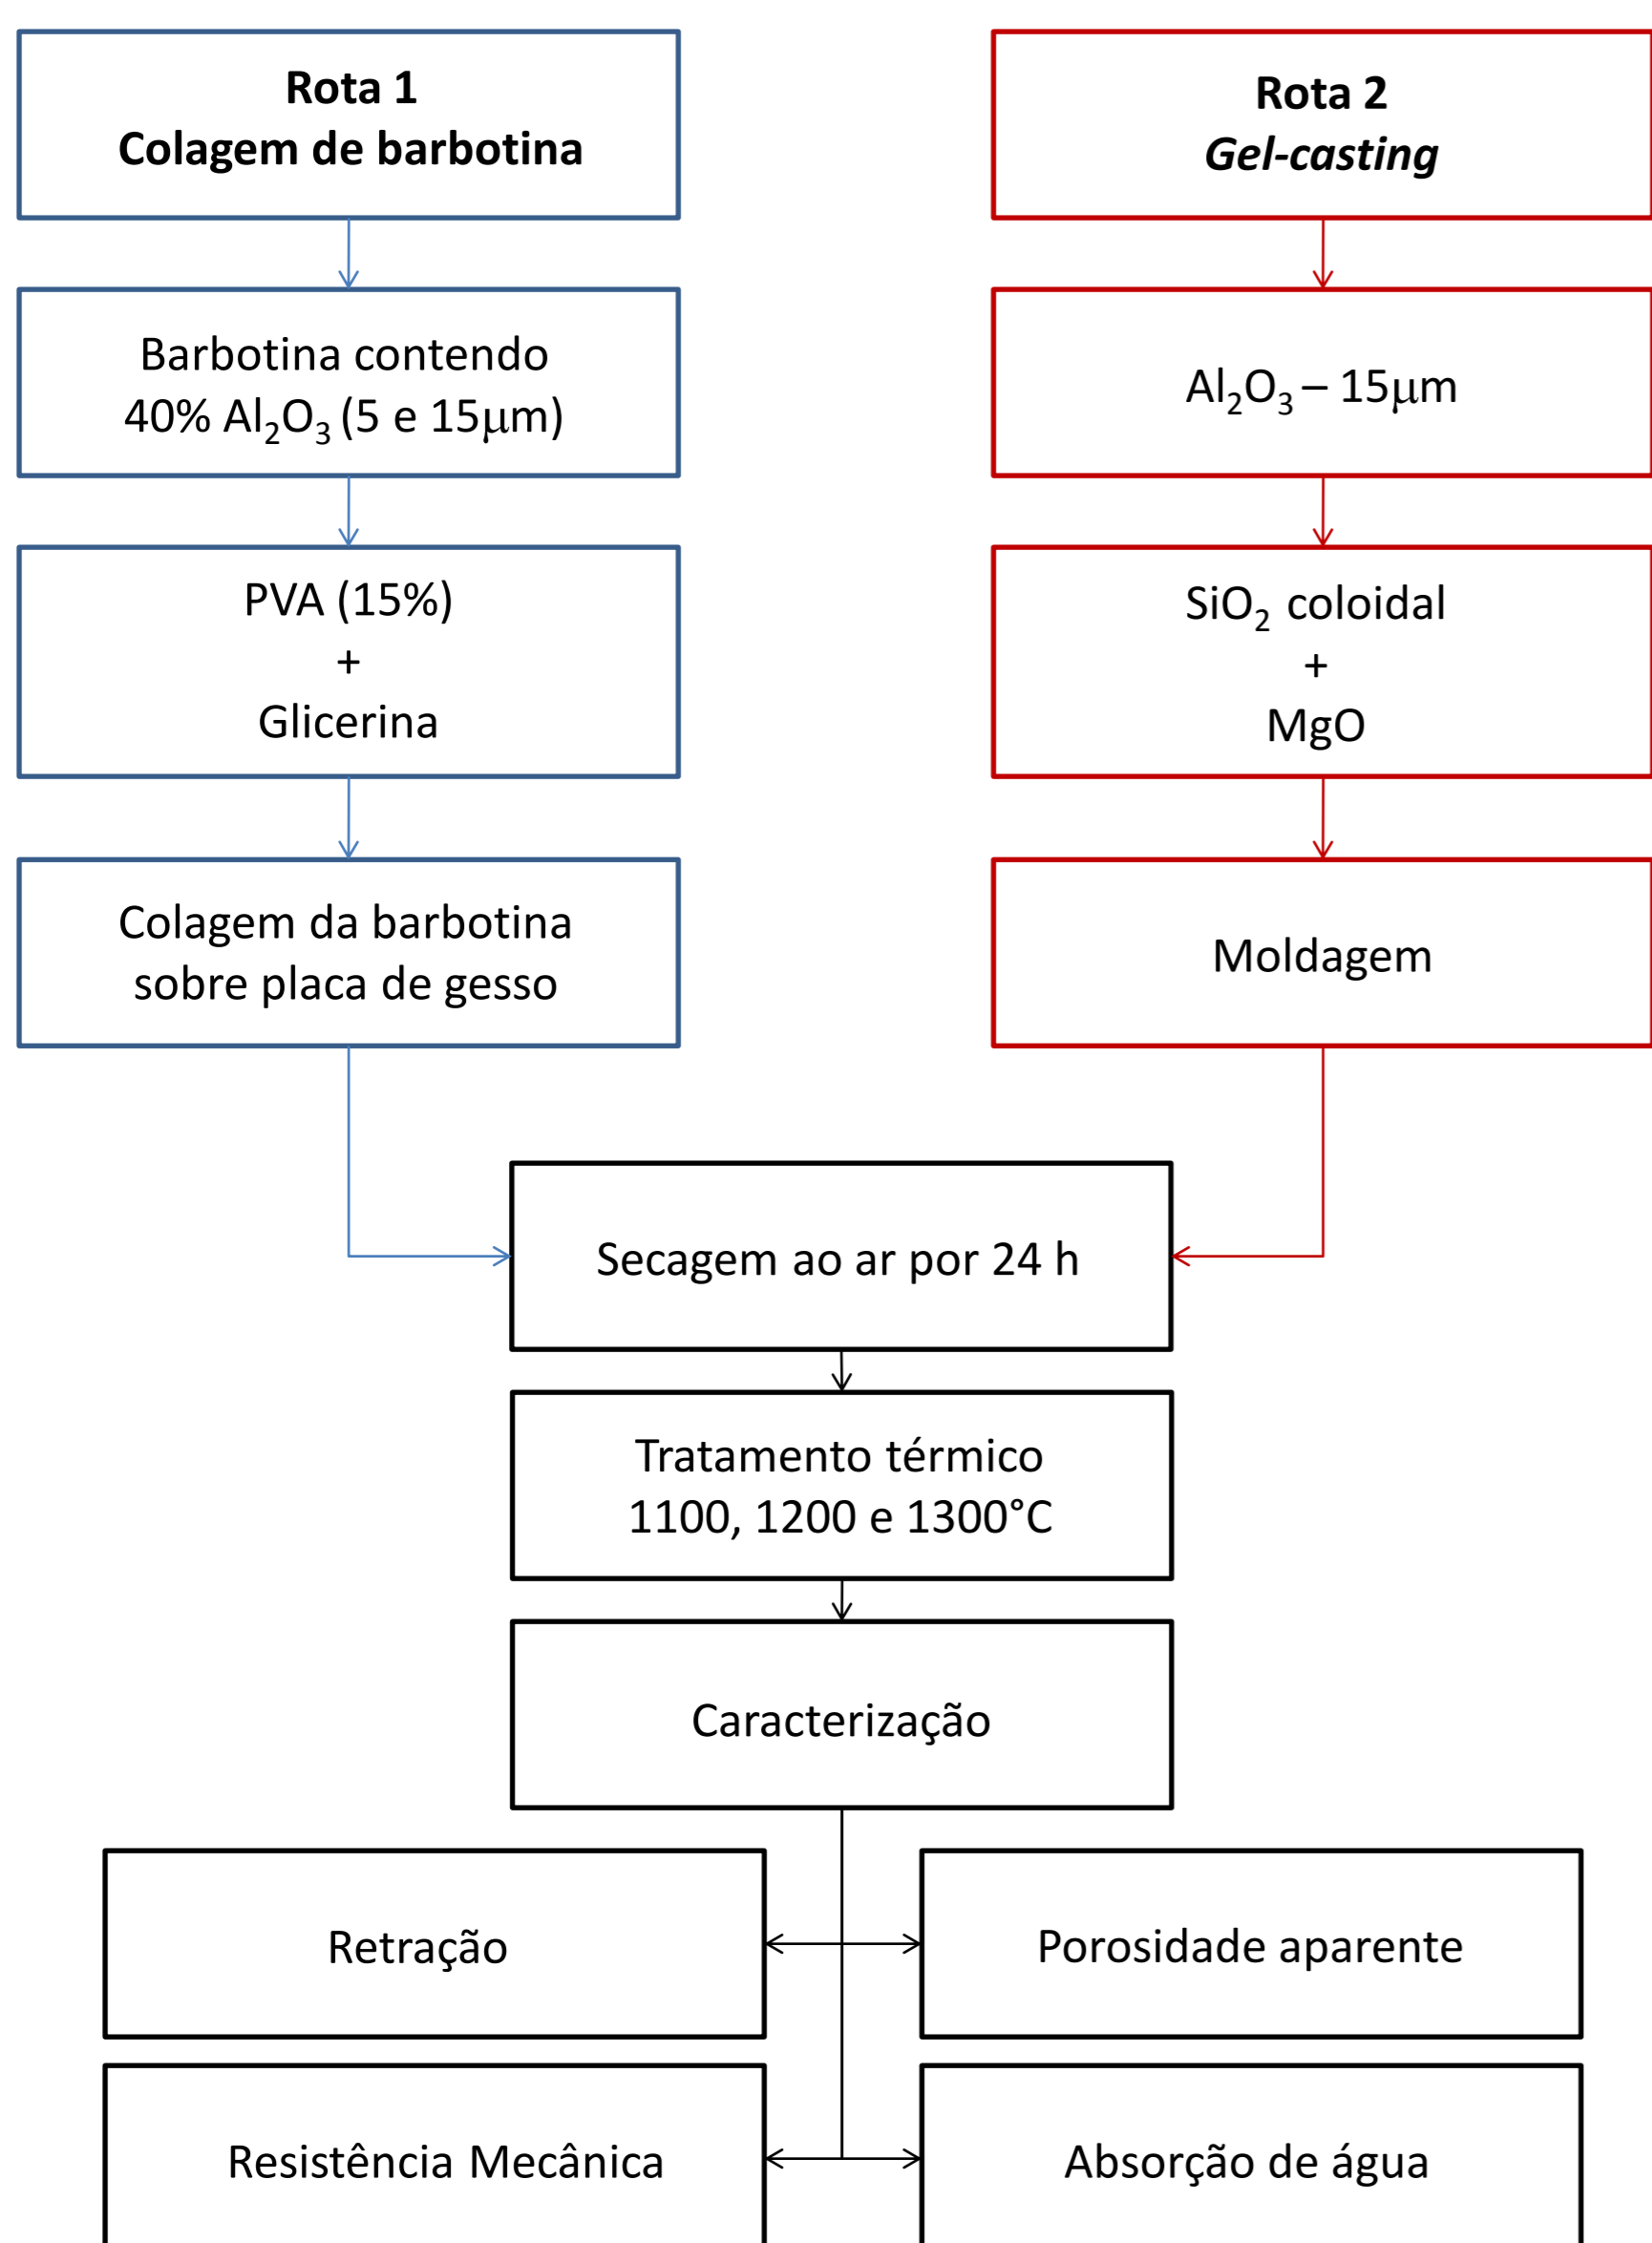 Rota 1
Colagem de barbotina
Barbotina contendo
40% Al₂O₃ (5 e 15μm)
PVA (15%)
+
Glicerina
Colagem da barbotina
sobre placa de gesso
Rota 2
Gel-casting
Al₂O₃ – 15μm
SiO₂ coloidal
+
MgO
Moldagem
Secagem ao ar por 24 h
Tratamento térmico
1100, 1200 e 1300°C
Caracterização
Retração
Porosidade aparente
Resistência Mecânica
Absorção de água